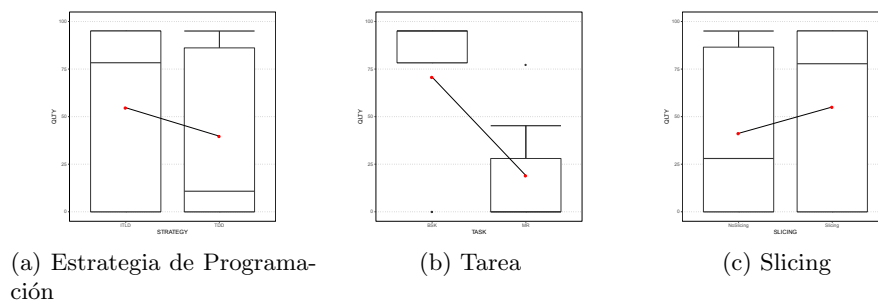 100
75
50
25
0
QLTY
ITLD
TDD
STRATEGY
100
75
50
25
0
QLTY
BSK
MR
TASK
100
75
50
25
0
QLTY
NoSlicing
Slicing
SLICING
(a) Estrategia de Programa-
ción
(b) Tarea
(c) Slicing